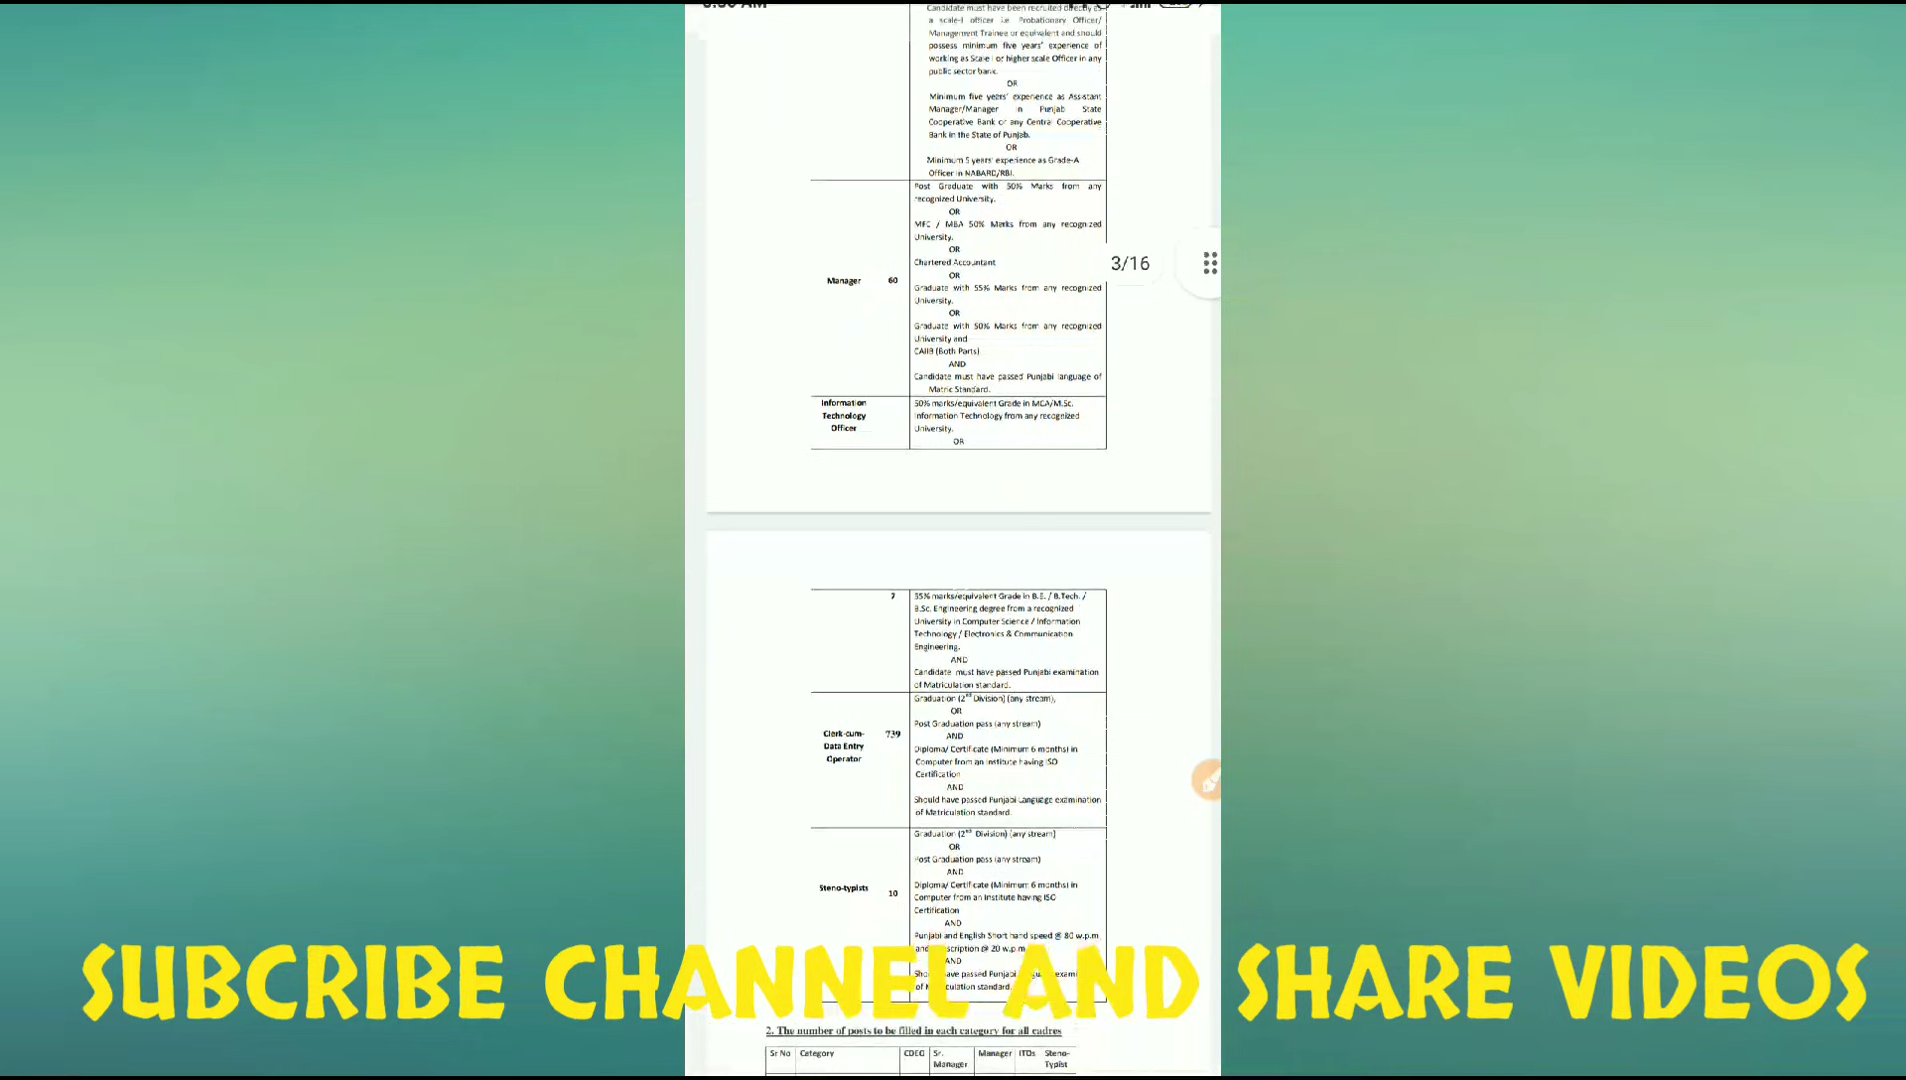 Candidate must have been recruited directly as
a scale-I officer i.e Probationary Officer/
Management Trainee or equivalent and should
possess minimum five years' experience of
working as Scale I or higher scale Officer in any
public sector bank.
OR
Minimum five years' experience as Assistant
Manager/Manager in Punjab State
Cooperative Bank or any Central Cooperative
Bank in the State of Punjab.
OR
Minimum 5 years' experience as Grade-A
Officer in NABARD/RBI.
Post Graduate with 50% Marks from any
recognized University.
OR
MFC / MBA 50% Marks from any recognized
University.
OR
Chartered Accountant
OR
Graduate with 55% Marks from any recognized
University.
OR
Graduate with 50% Marks from any recognized
University and
CAIIB (Both Parts)
AND
Candidate must have passed Punjabi language of
Matric Standard.
Manager 60
3/16
Information
Technology
Officer
50% marks/equivalent Grade in MCA/M.Sc.
Information Technology from any recognized
University.
OR
7
55% marks/equivalent Grade in B.E. / B.Tech. /
B.Sc. Engineering degree from a recognized
University in Computer Science / Information
Technology / Electronics & Communication
Engineering.
AND
Candidate must have passed Punjabi examination
of Matriculation standard.
Clerk-cum-
Data Entry
Operator
739
Graduation (2nd Division) (any stream),
OR
Post Graduation pass (any stream)
AND
Diploma/ Certificate (Minimum 6 months) in
Computer from an Institute having ISO
Certification
AND
Should have passed Punjabi Language examination
of Matriculation standard.
Steno-typists 10
Graduation (2nd Division) (any stream)
OR
Post Graduation pass (any stream)
AND
Diploma/ Certificate (Minimum 6 months) in
Computer from an Institute having ISO
Certification
AND
Punjabi and English Short hand speed @ 80 w.p.m
@ 20 w.p.m
AND
passed Punjabi
standard.
SUBCRIBE CHANNEL AND SHARE VIDEOS
2. The number of posts to be filled in each category for all cadres
Sr No Category CDEO Sr. Manager Manager ITOs Steno-Typist